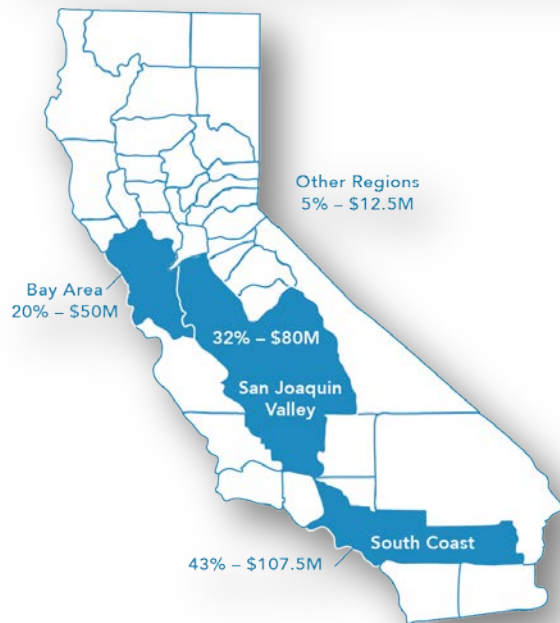 Other Regions
5% – $12.5M
Bay Area
20% – $50M
32% – $80M
San Joaquin
Valley
South Coast
43% – $107.5M